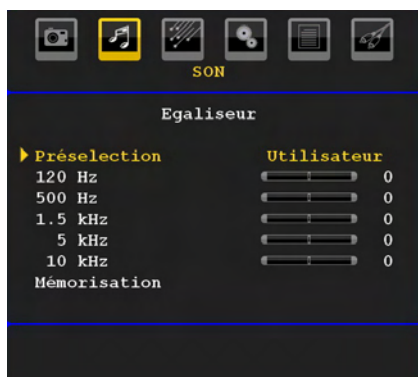 SON
Egaliseur
Préselection Utilisateur
120 Hz 0
500 Hz 0
1.5 kHz 0
5 kHz 0
10 kHz 0
Mémorisation